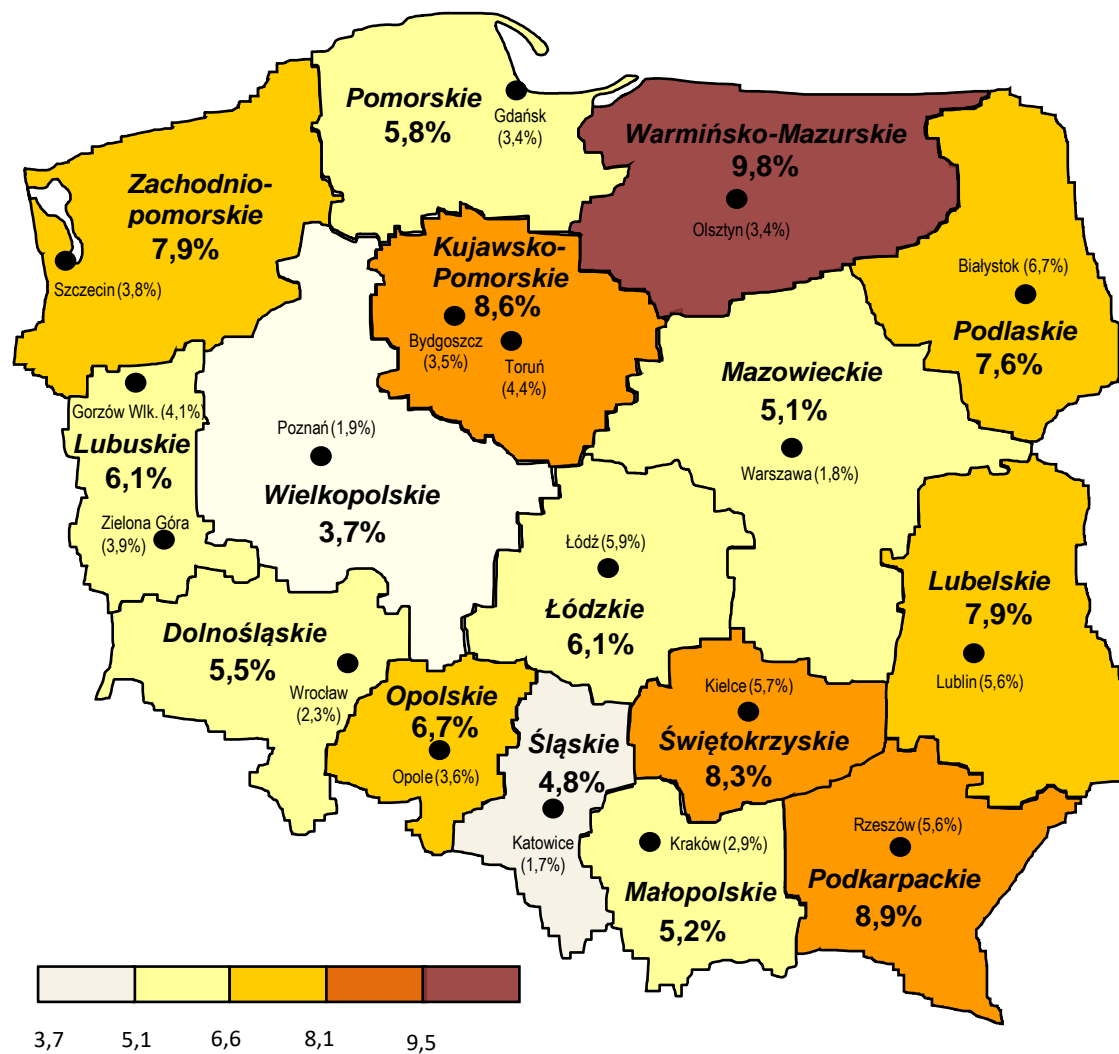 Pomorskie
5,8%
Gdańsk
(3,4%)
Warmińsko-Mazurskie
9,8%
Olsztyn (3,4%)
Zachodnio-
pomorskie
7,9%
Szczecin (3,8%)
Kujawsko-
Pomorskie
8,6%
Bydgoszcz
(3,5%)
Toruń
(4,4%)
Białystok (6,7%)
Podlaskie
7,6%
Mazowieckie
5,1%
Warszawa (1,8%)
Gorzów Wlk. (4,1%)
Lubuskie
6,1%
Zielona Góra
(3,9%)
Poznań (1,9%)
Wielkopolskie
3,7%
Łódź (5,9%)
Łódzkie
6,1%
Lubelskie
7,9%
Lublin (5,6%)
Dolnośląskie
5,5%
Wrocław
(2,3%)
Opolskie
6,7%
Opole (3,6%)
Śląskie
4,8%
Katowice
(1,7%)
Kielce (5,7%)
Świętokrzyskie
8,3%
Kraków (2,9%)
Małopolskie
5,2%
Rzeszów (5,6%)
Podkarpackie
8,9%
3,7 5,1 6,6 8,1 9,5